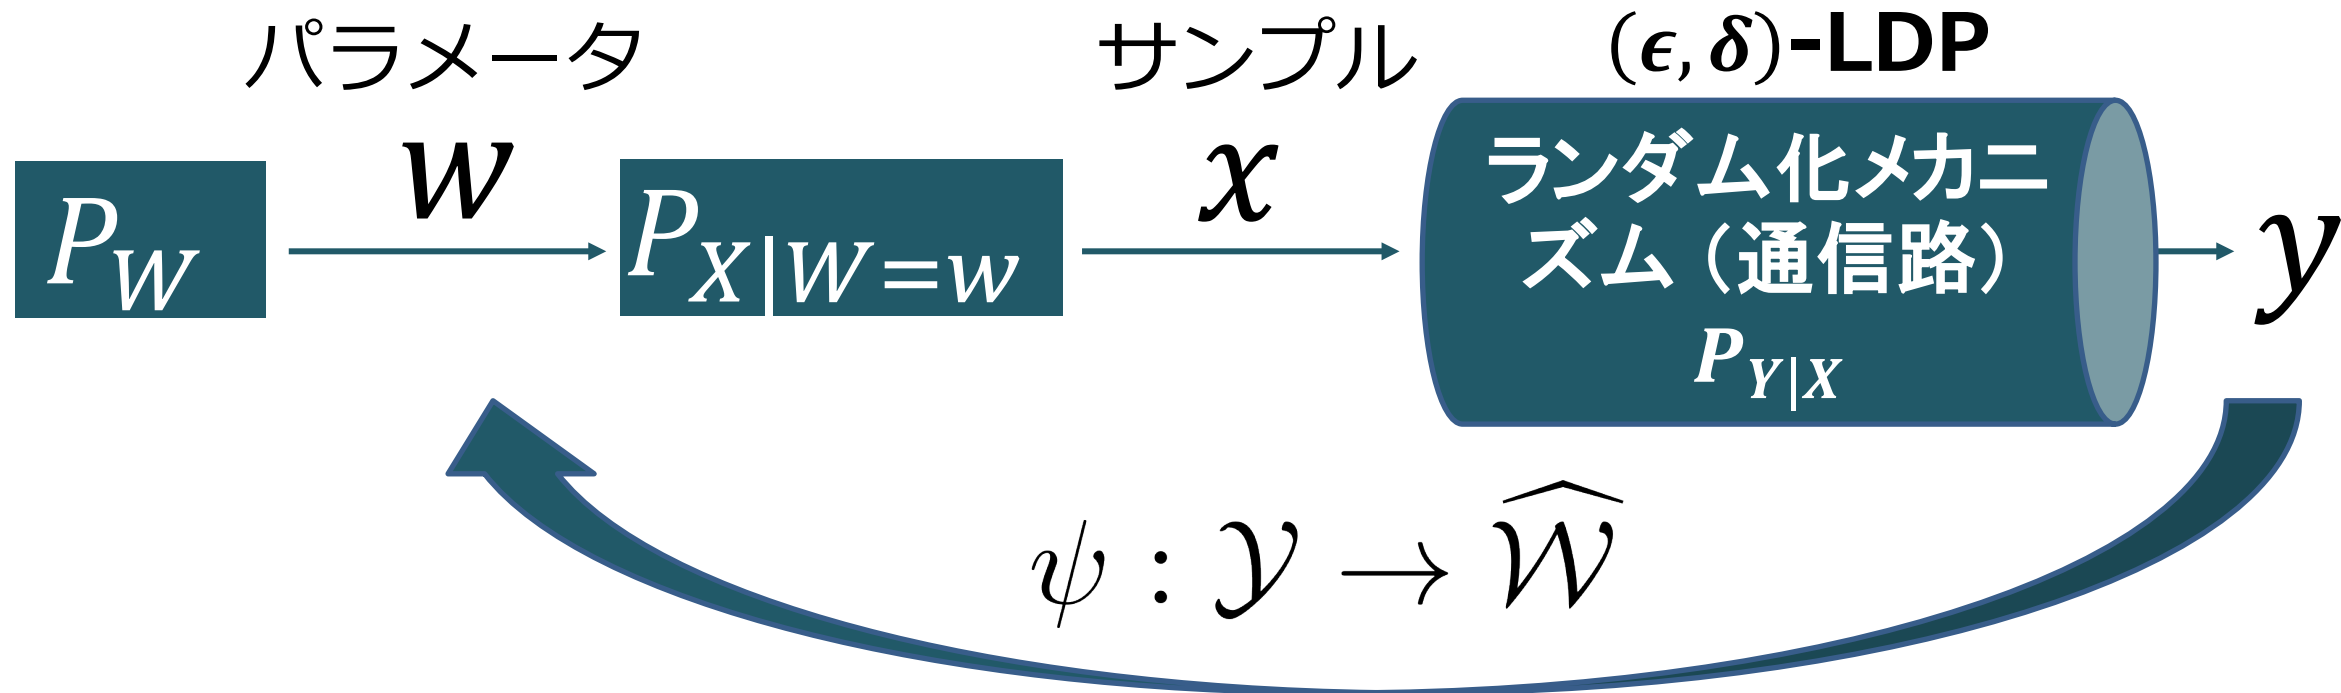 パラメータ
サンプル
(ϵ, δ)-LDP
P_W
w
P_{X|W=w}
x
ランダム化メカニ
ズム（通信路）
P_{Y|X}
y
ψ : 𝒴 → \widehat{𝒲}